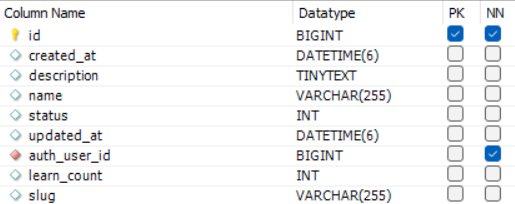 Column Name Datatype PK NN
id BIGINT
created_at DATETIME(6)
description TINYTEXT
name VARCHAR(255)
status INT
updated_at DATETIME(6)
auth_user_id BIGINT
learn_count INT
slug VARCHAR(255)